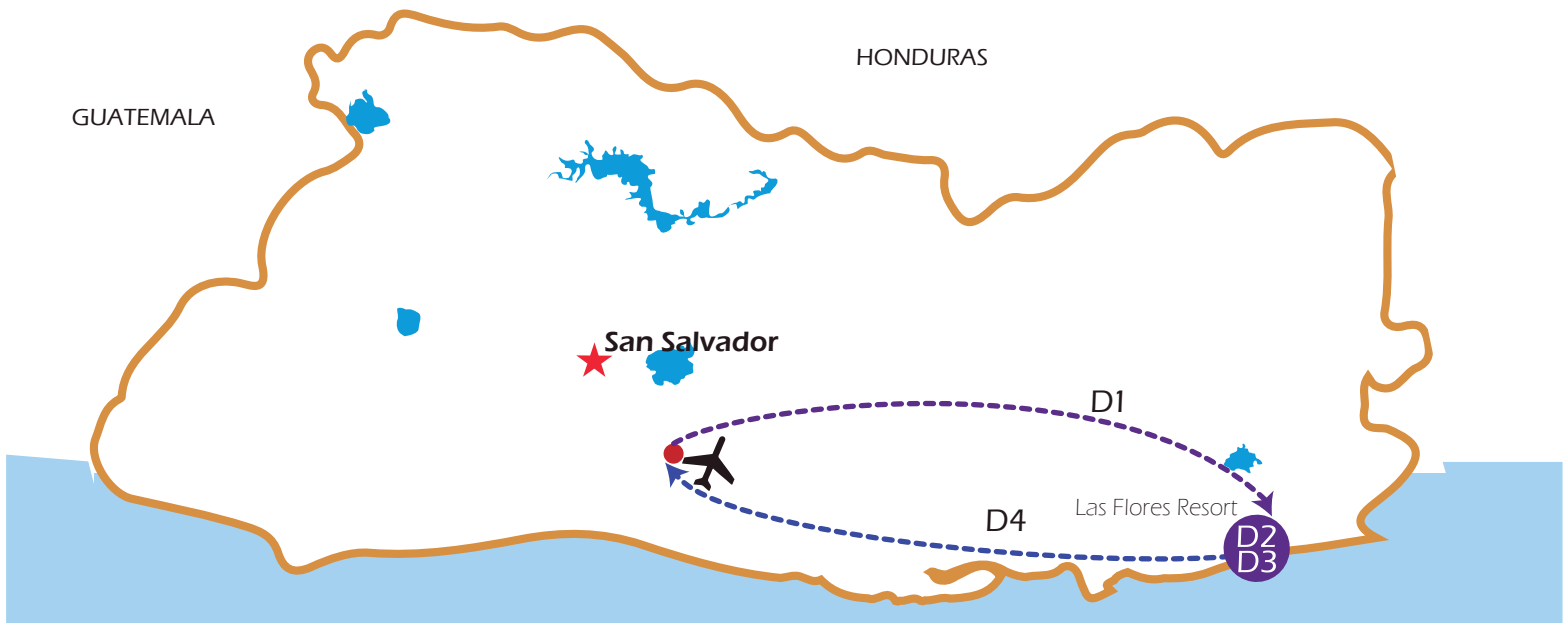 HONDURAS
GUATEMALA
San Salvador
D1
Las Flores Resort
D4
D2
D3